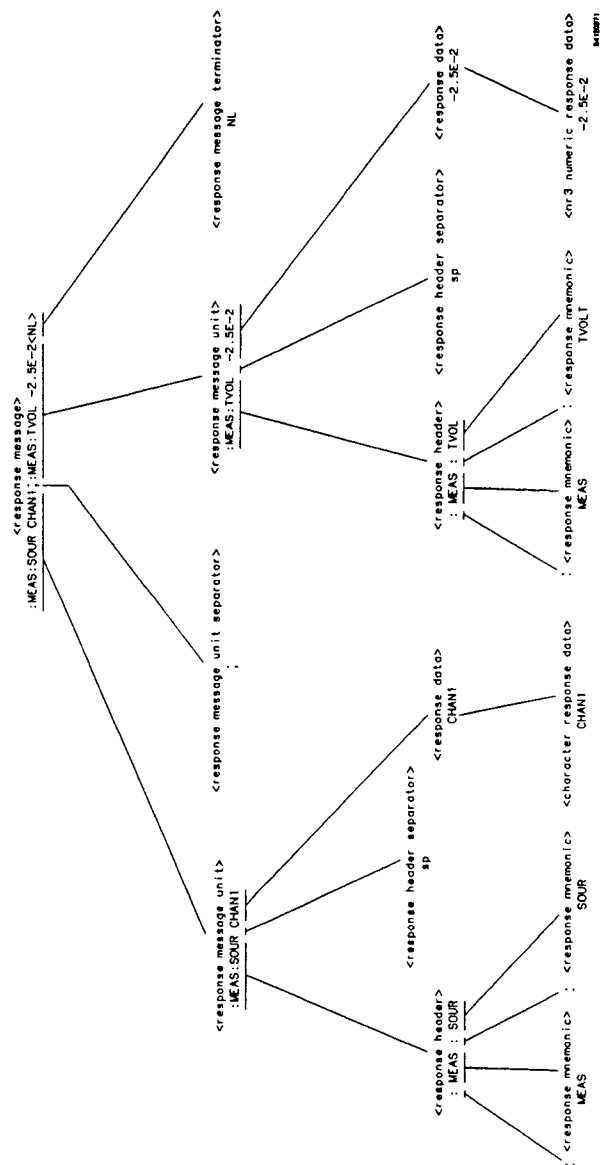 <response message>
:MEAS:SOUR CHAN1;:MEAS:TVOL -2.5E-2<NL>
<response message unit>
:MEAS:SOUR CHAN1
<response message unit separator>
;
<response message unit>
:MEAS:TVOL -2.5E-2
<response message terminator>
NL
<response header>
: MEAS : SOUR
<response header separator>
sp
<response data>
CHAN1
<response header>
: MEAS : TVOL
<response header separator>
sp
<response data>
-2.5E-2
: <response mnemonic>
MEAS
: <response mnemonic>
SOUR
<character response data>
CHAN1
: <response mnemonic>
MEAS
: <response mnemonic>
TVOLT
<nr3 numeric response data>
-2.5E-2